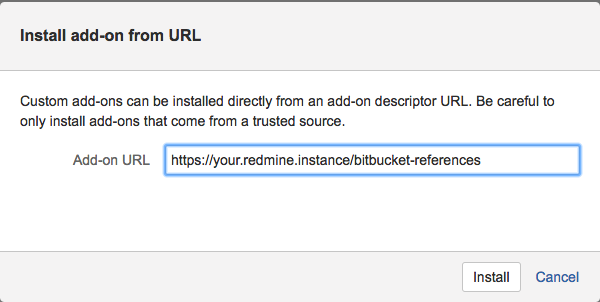 Install add-on from URL
Custom add-ons can be installed directly from an add-on descriptor URL. Be careful to
only install add-ons that come from a trusted source.
Add-on URL https://your.redmine.instance/bitbucket-references
Install Cancel